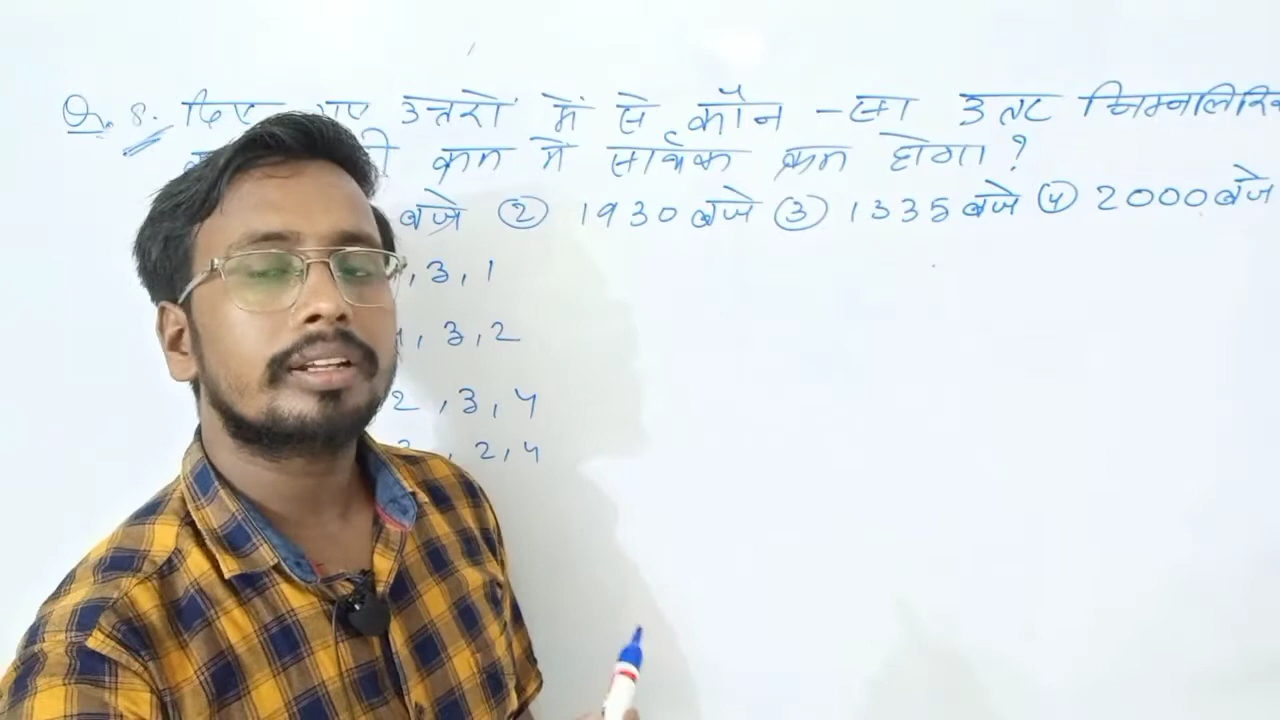 Q. 8. दिए गए उत्तरों में से कौन-सा उत्तर निम्नलिखित
क्रम में सार्थक क्रम होगा?
बजे ② 1930 बजे ③ 1335 बजे ④ 2000 बजे
, 3, 1
4, 3, 2
2, 3, 4
2, 4